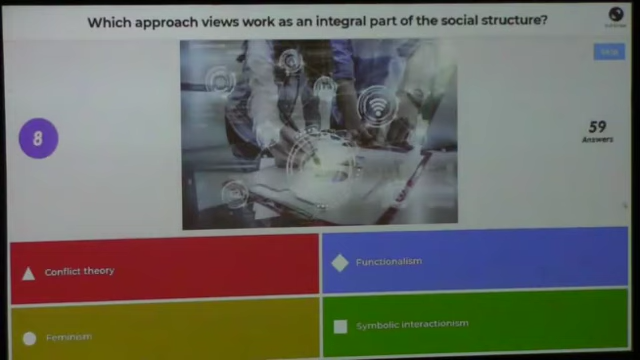 Which approach views work as an integral part of the social structure?
8
59
Answers
Conflict theory
Functionalism
Feminism
Symbolic interactionism